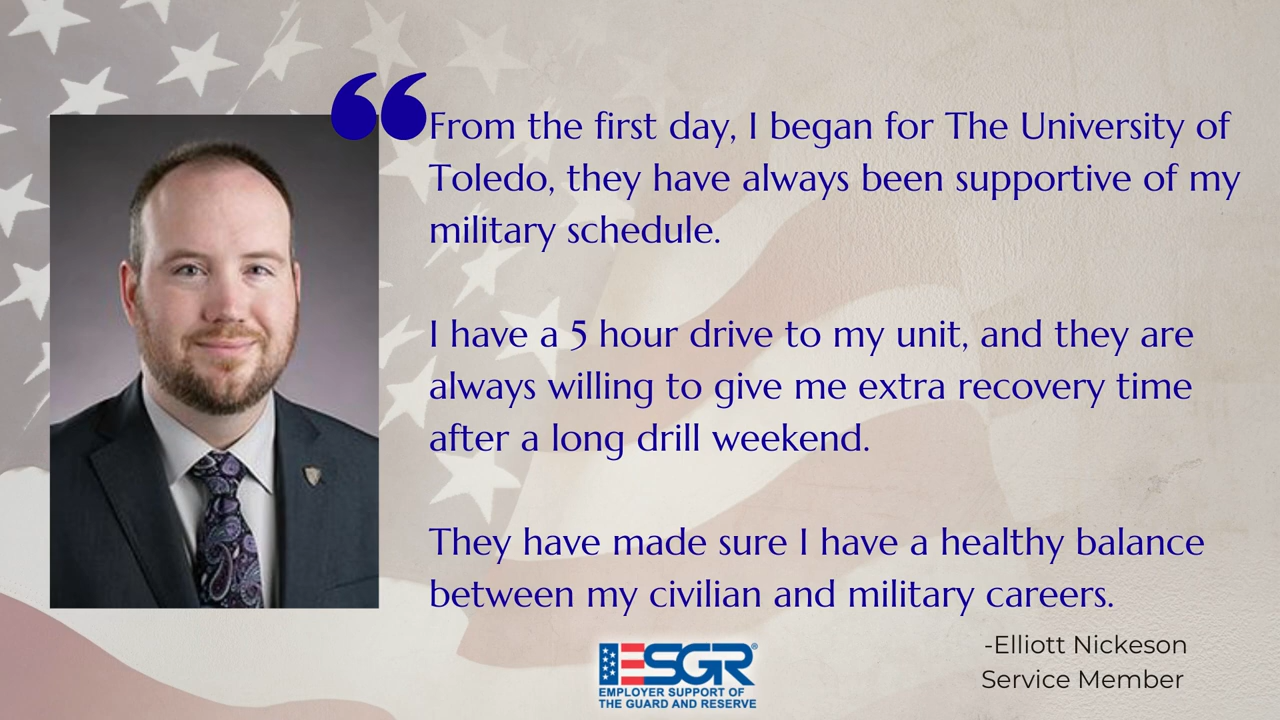 “From the first day, I began for The University of
Toledo, they have always been supportive of my
military schedule.
I have a 5 hour drive to my unit, and they are
always willing to give me extra recovery time
after a long drill weekend.
They have made sure I have a healthy balance
between my civilian and military careers.
-Elliott Nickeson
Service Member
ESGR®
EMPLOYER SUPPORT OF
THE GUARD AND RESERVE